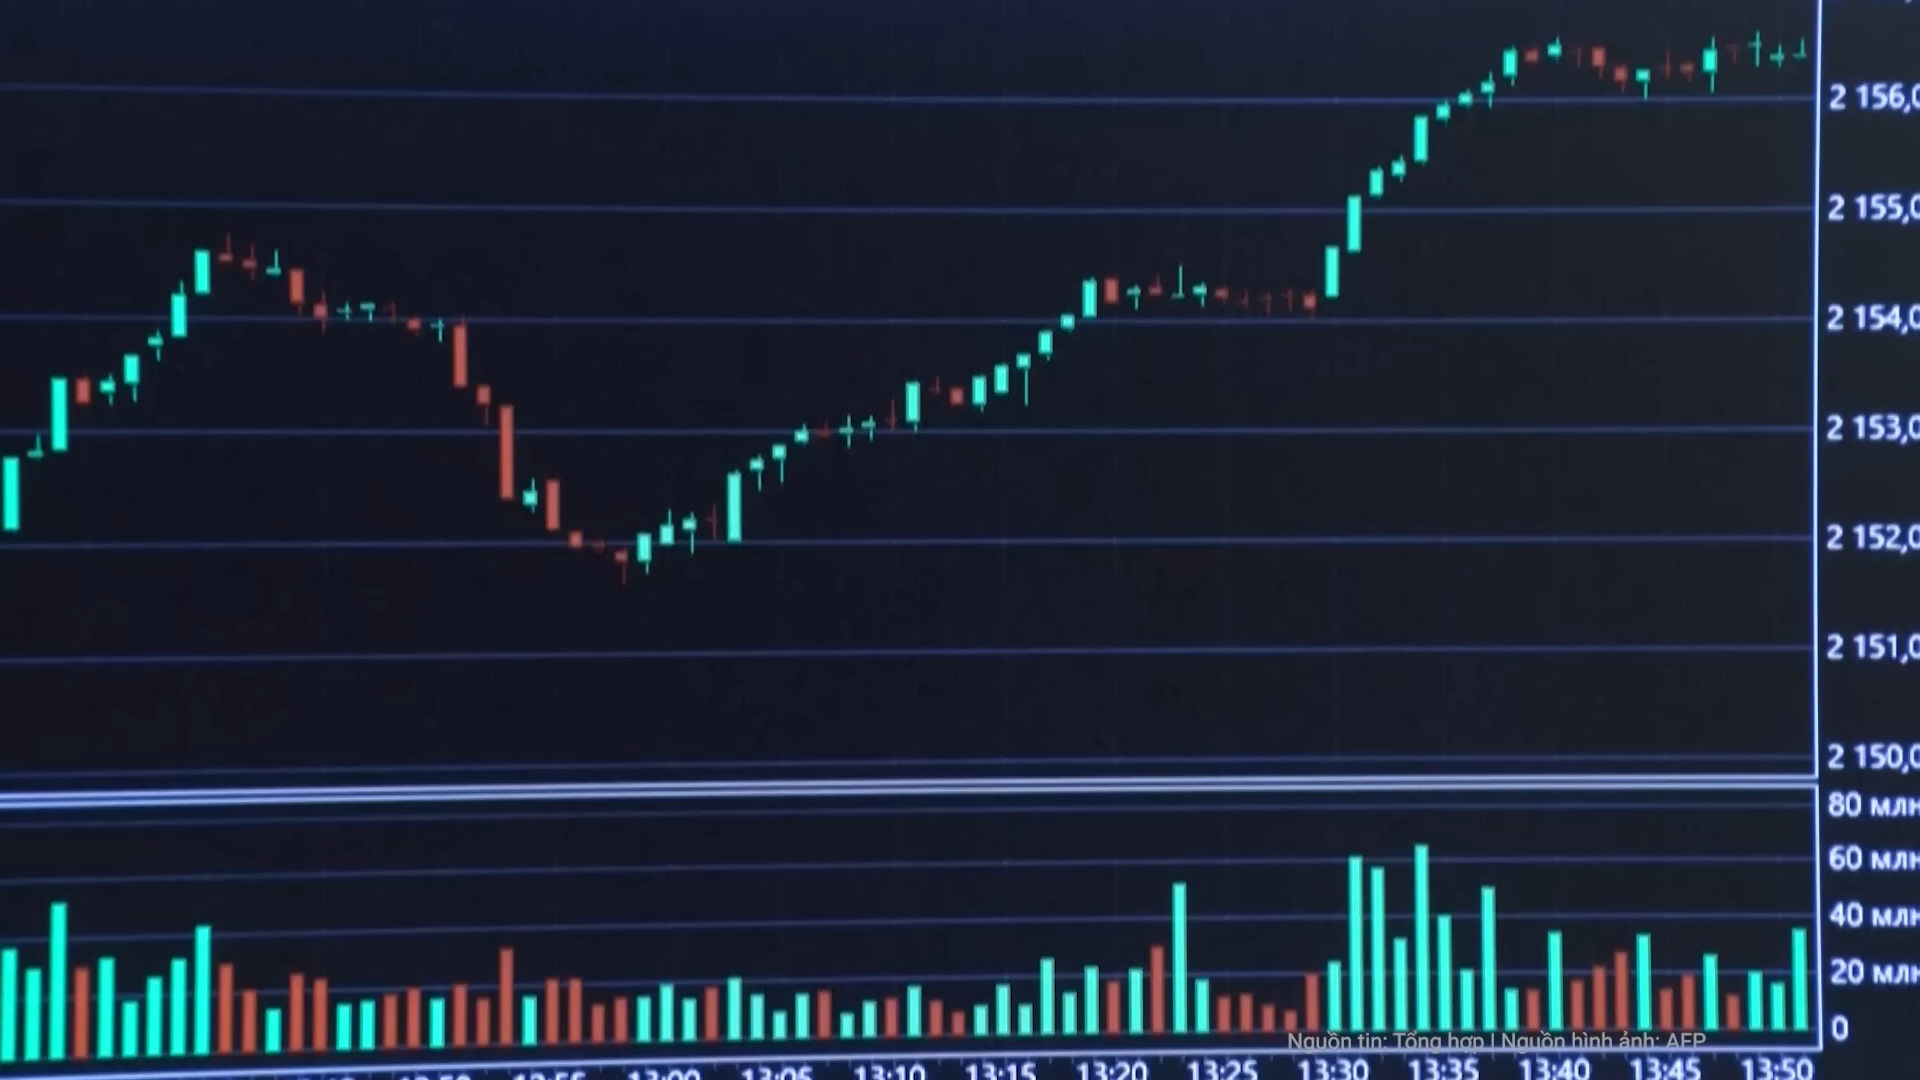 2 156,0
2 155,0
2 154,0
2 153,0
2 152,0
2 151,0
2 150,0
80 млн
60 млн
40 млн
20 млн
0
Nguồn tin: Tổng hợp | Nguồn hình ảnh: AFP
13:00 13:05 13:10 13:15 13:20 13:25 13:30 13:35 13:40 13:45 13:50